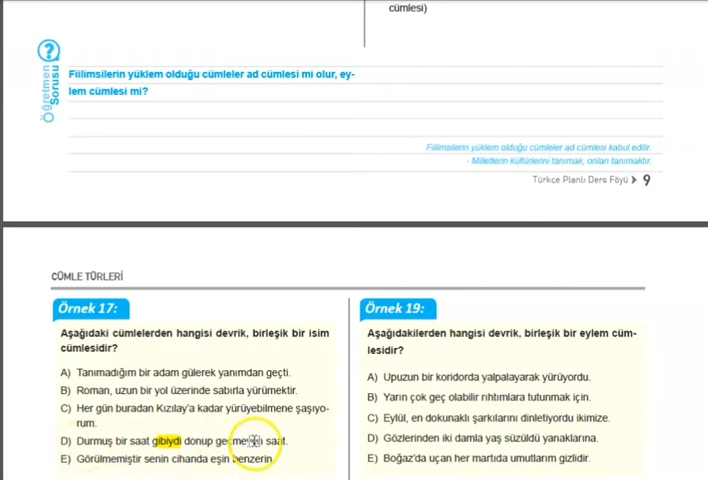 cümlesi)
Öğretmen
Sorusu
?
Fiilimsilerin yüklem olduğu cümleler ad cümlesi mi olur, ey-
lem cümlesi mi?
Fiilimsilerin yüklem olduğu cümleler ad cümlesi kabul edilir.
- Milletlerin kültürlerini tanımak, onları tanımaktır.
Türkçe Planlı Ders Föyü 9
CÜMLE TÜRLERİ
Örnek 17:
Aşağıdaki cümlelerden hangisi devrik, birleşik bir isim
cümlesidir?
A) Tanımadığım bir adam gülerek yanımdan geçti.
B) Roman, uzun bir yol üzerinde sabırla yürümektir.
C) Her gün buradan Kızılay'a kadar yürüyebilmene şaşıyo-
rum.
D) Durmuş bir saat gibiydi donup geçmeyen saat.
E) Görülmemiştir senin cihanda eşin benzerin.
Örnek 19:
Aşağıdakilerden hangisi devrik, birleşik bir eylem cüm-
lesidir?
A) Upuzun bir koridorda yalpalayarak yürüyordu.
B) Yarın çok geç olabilir rıhtımlara tutunmak için.
C) Eylül, en dokunaklı şarkılarını dinletiyordu ikimize.
D) Gözlerinden iki damla yaş süzüldü yanaklarına.
E) Boğaz'da uçan her martıda umutlarım gizlidir.